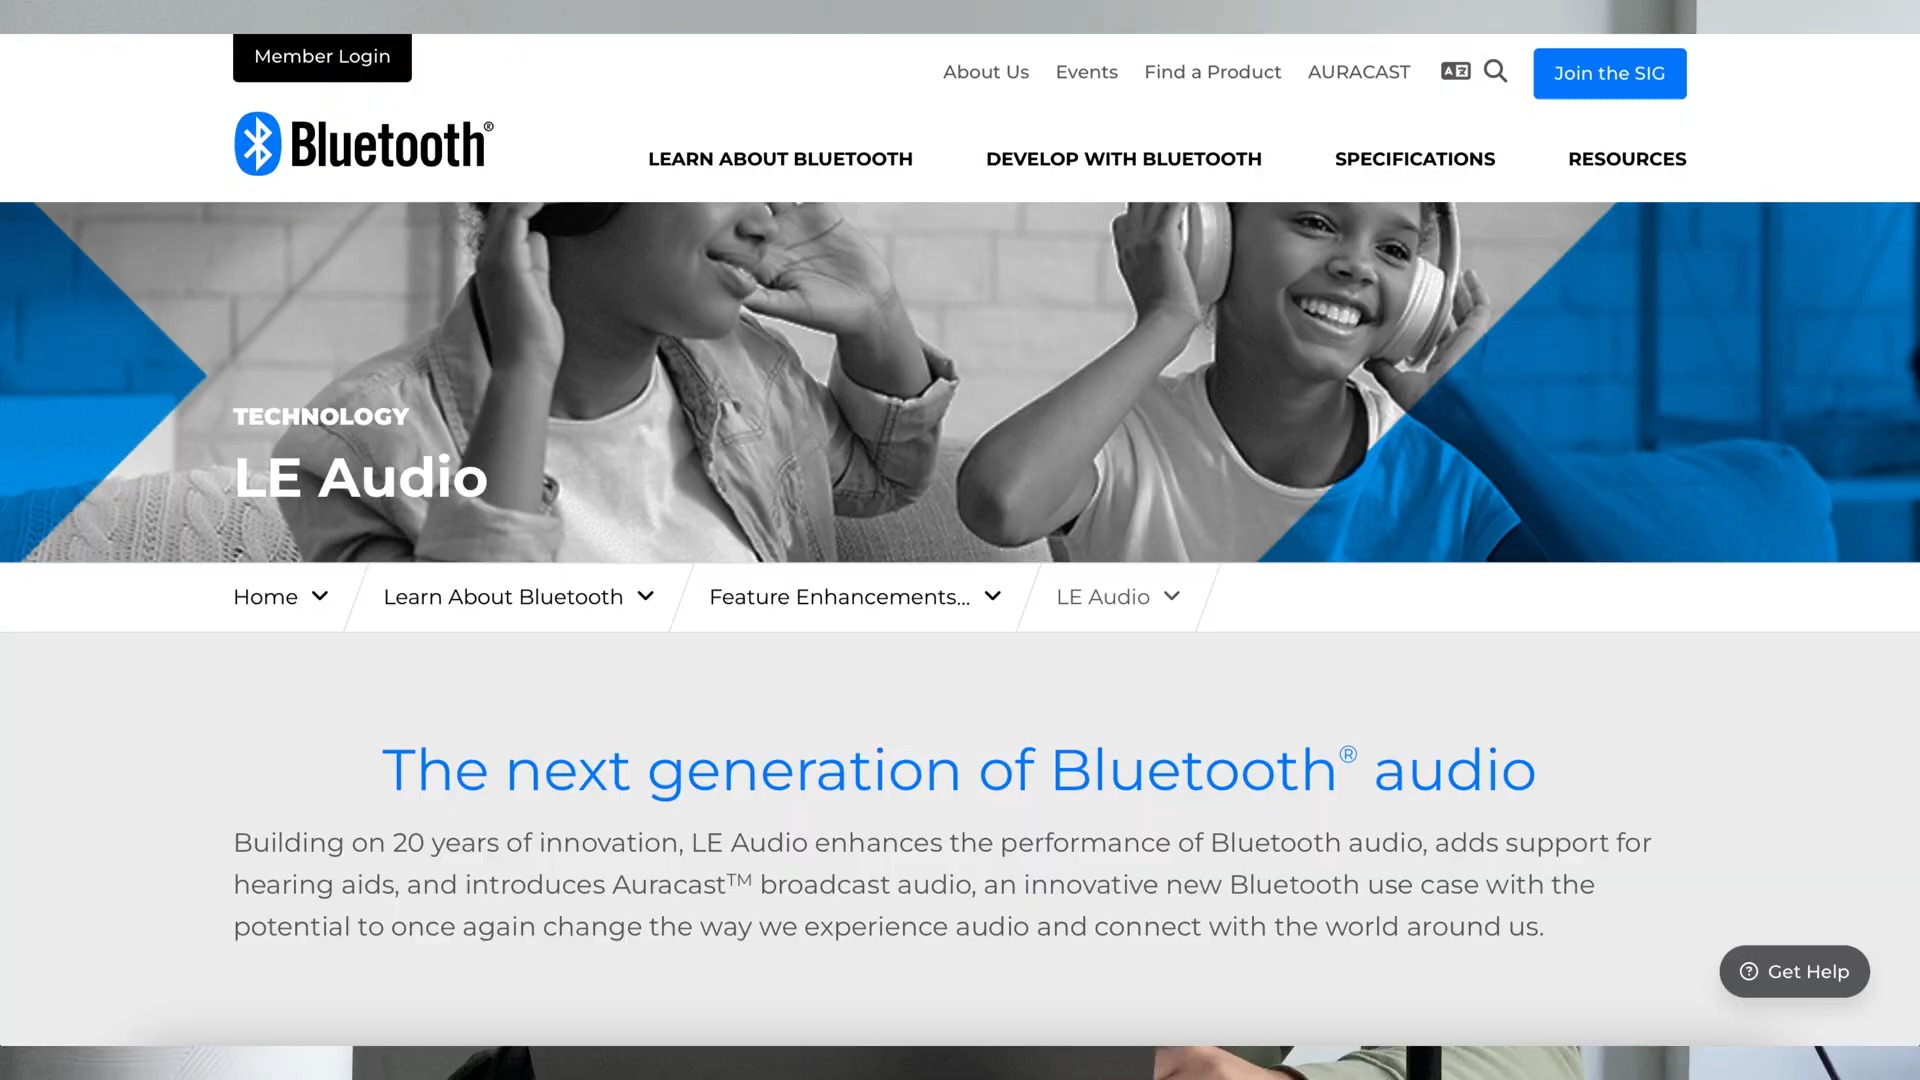 Member Login
About Us Events Find a Product AURACAST Join the SIG
Bluetooth®
LEARN ABOUT BLUETOOTH DEVELOP WITH BLUETOOTH SPECIFICATIONS RESOURCES
TECHNOLOGY
LE Audio
Home Learn About Bluetooth Feature Enhancements... LE Audio
The next generation of Bluetooth® audio
Building on 20 years of innovation, LE Audio enhances the performance of Bluetooth audio, adds support for
hearing aids, and introduces Auracast™ broadcast audio, an innovative new Bluetooth use case with the
potential to once again change the way we experience audio and connect with the world around us.
Get Help